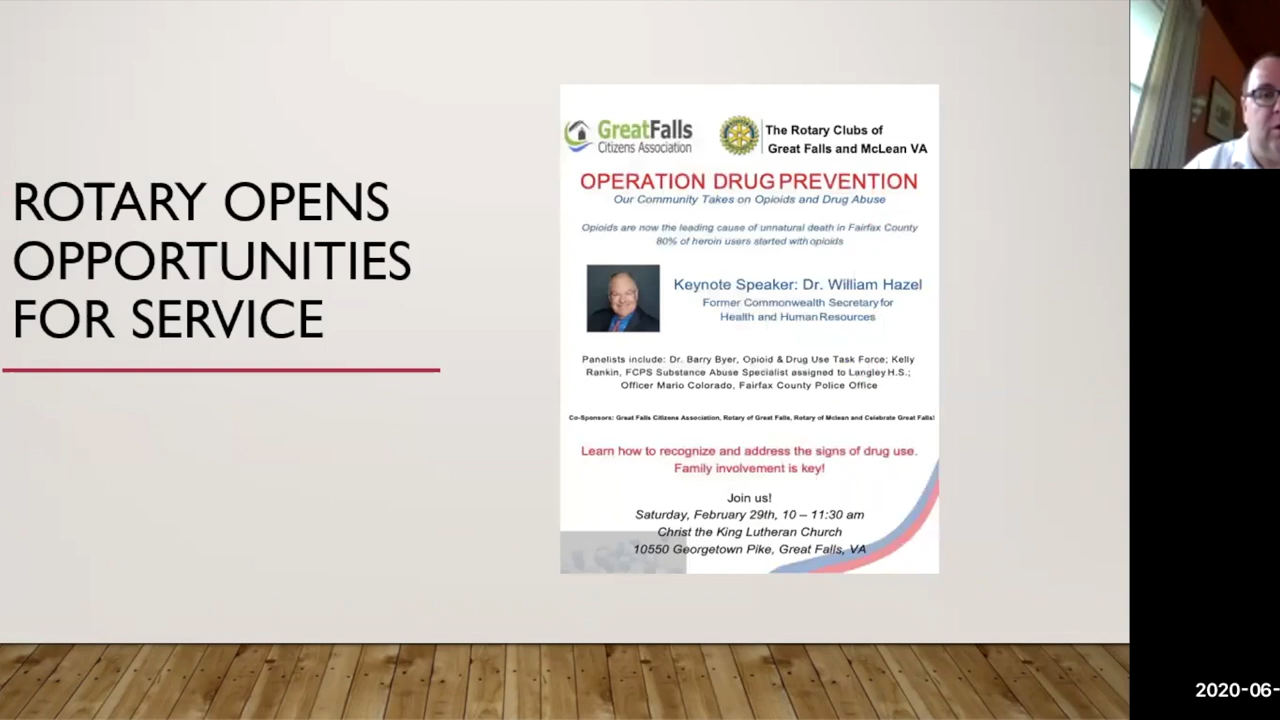 ROTARY OPENS
OPPORTUNITIES
FOR SERVICE
GreatFalls
Citizens Association
The Rotary Clubs of
Great Falls and McLean VA
OPERATION DRUG PREVENTION
Our Community Takes on Opioids and Drug Abuse
Opioids are now the leading cause of unnatural death in Fairfax County
80% of heroin users started with opioids
Keynote Speaker: Dr. William Hazel
Former Commonwealth Secretary for
Health and Human Resources
Panelists include: Dr. Barry Byer, Opioid & Drug Use Task Force; Kelly
Rankin, FCPS Substance Abuse Specialist assigned to Langley H.S.;
Officer Mario Colorado, Fairfax County Police Office
Co-Sponsors: Great Falls Citizens Association, Rotary of Great Falls, Rotary of Mclean and Celebrate Great Falls!
Learn how to recognize and address the signs of drug use.
Family involvement is key!
Join us!
Saturday, February 29th, 10 – 11:30 am
Christ the King Lutheran Church
10550 Georgetown Pike, Great Falls, VA
2020-06-